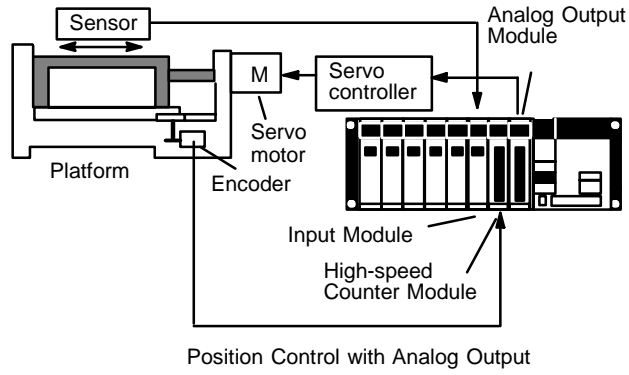 Sensor
Analog Output
Module
M
Servo
controller
Servo
motor
Platform
Encoder
Input Module
High-speed
Counter Module
Position Control with Analog Output